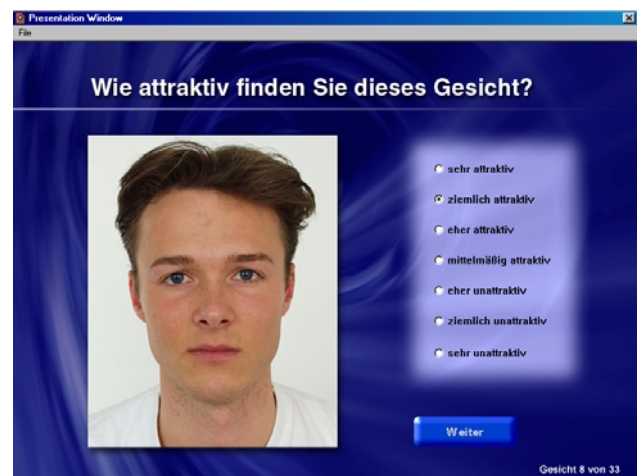 Presentation Window
File
Wie attraktiv finden Sie dieses Gesicht?
sehr attraktiv
ziemlich attraktiv
eher attraktiv
mittelmäßig attraktiv
eher unattraktiv
ziemlich unattraktiv
sehr unattraktiv
Weiter
Gesicht 8 von 33